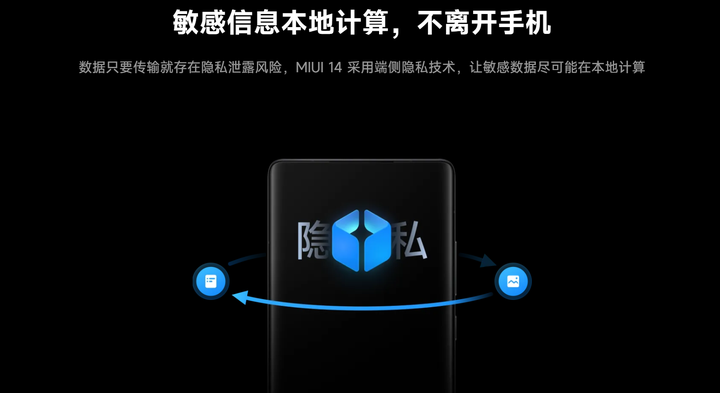 敏感信息本地计算，不离开手机
数据只要传输就存在隐私泄露风险，MIUI 14 采用端侧隐私技术，让敏感数据尽可能在本地计算
隐私